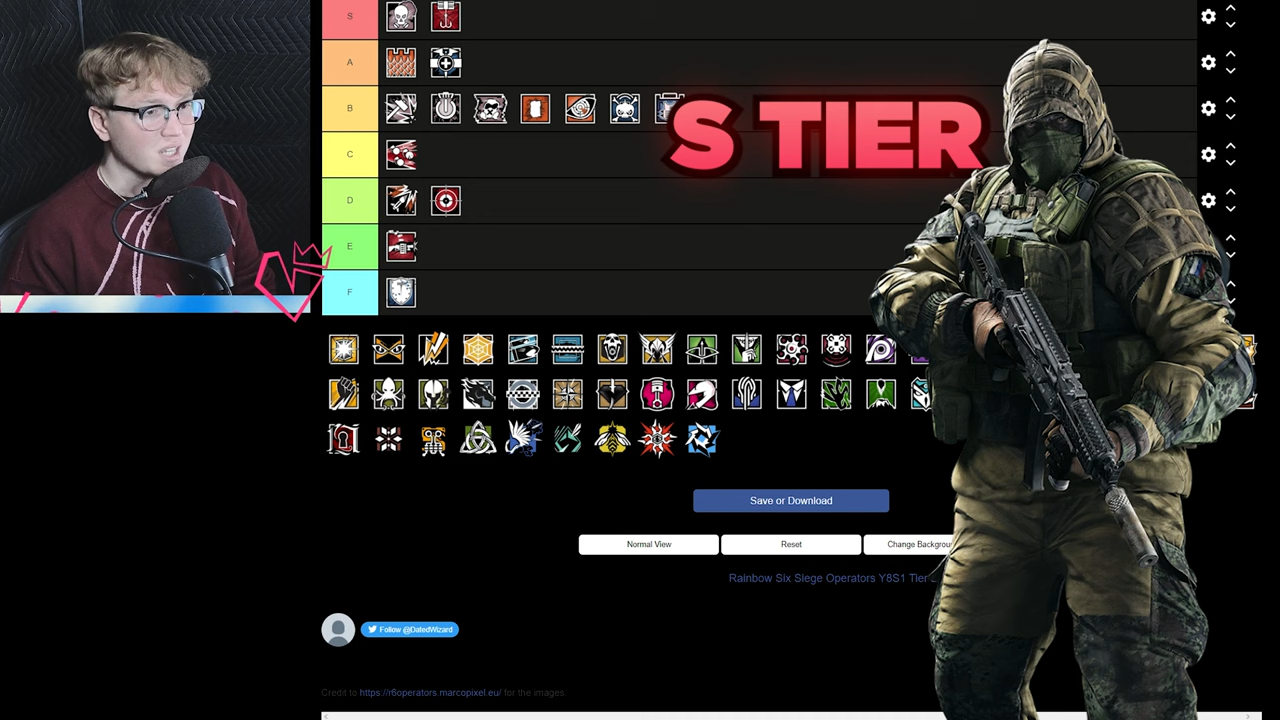 S
A
B
S TIER
C
D
E
F
Save or Download
Normal View
Reset
Change
Rainbow Six Siege Operators Y8S1 Tier
Follow @DatedWizard
Credit to https://r6operators.marcopixel.eu/ for the images